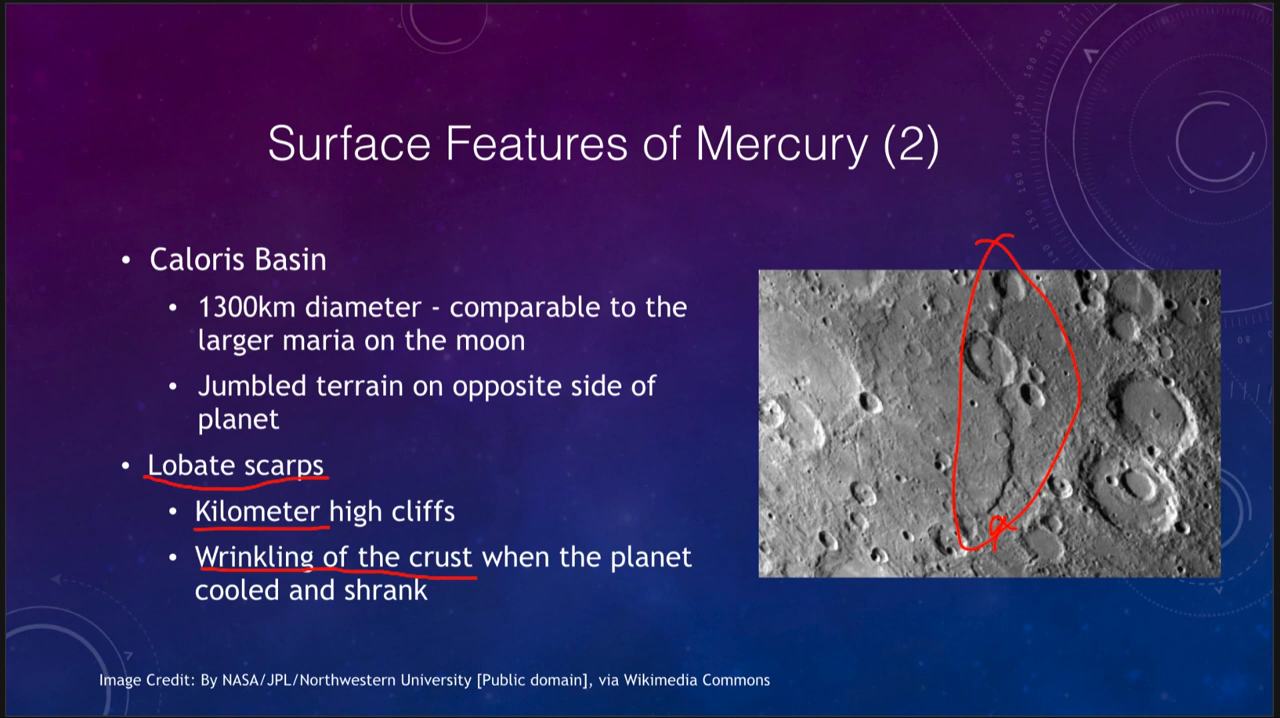 Surface Features of Mercury (2)
• Caloris Basin
• 1300km diameter - comparable to the
larger maria on the moon
• Jumbled terrain on opposite side of
planet
• Lobate scarps
• Kilometer high cliffs
• Wrinkling of the crust when the planet
cooled and shrank
Image Credit: By NASA/JPL/Northwestern University [Public domain], via Wikimedia Commons